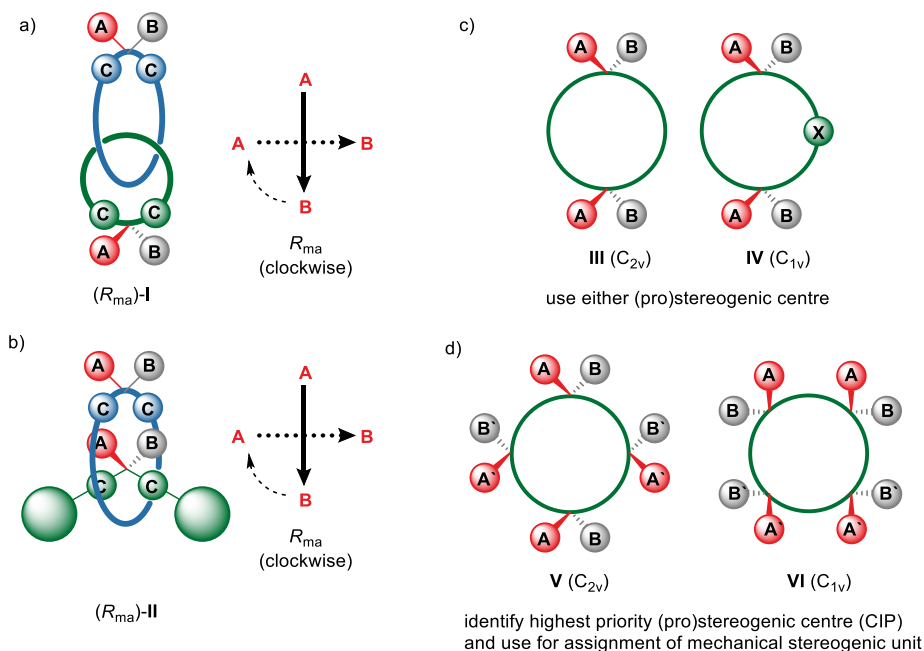 a)
A B
C C
C C
A B
(Rma)-I
A
A B
B
Rma
(clockwise)
b)
A B
C C
A B
C C
(Rma)-II
A
A B
B
Rma
(clockwise)
c)
A B A B
X
A B A B
III (C2v) IV (C1v)
use either (pro)stereogenic centre
d)
A B A A
B` B` B B
A` A` B` B`
A B A` A`
V (C2v) VI (C1v)
identify highest priority (pro)stereogenic centre (CIP)
and use for assignment of mechanical stereogenic unit